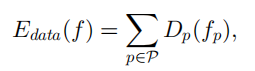 $E_{data}(f) = \sum_{p \in \mathcal{P}} D_p(f_p),$